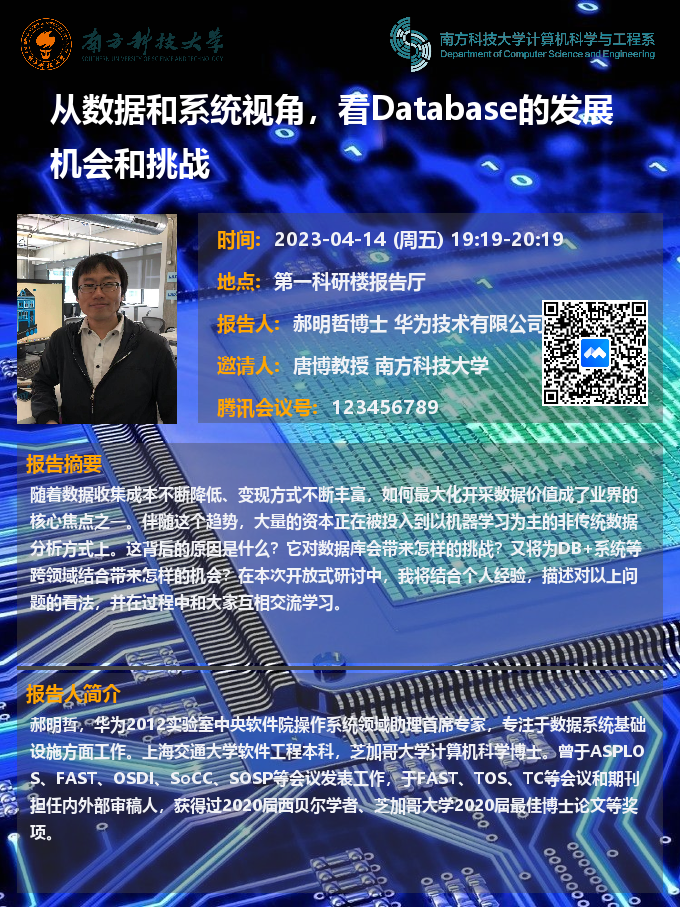 南方科技大学
SOUTHERN UNIVERSITY OF SCIENCE AND TECHNOLOGY
南方科技大学计算机科学与工程系
Department of Computer Science and Engineering
从数据和系统视角，看Database的发展
机会和挑战
时间：2023-04-14 (周五) 19:19-20:19
地点：第一科研楼报告厅
报告人：郝明哲博士 华为技术有限公司
邀请人：唐博教授 南方科技大学
腾讯会议号：123456789
报告摘要
随着数据收集成本不断降低、变现方式不断丰富，如何最大化开采数据价值成了业界的
核心焦点之一。伴随这个趋势，大量的资本正在被投入到以机器学习为主的非传统数据
分析方式上。这背后的原因是什么？它对数据库会带来怎样的挑战？又将为DB+系统等
跨领域结合带来怎样的机会？在本次开放式研讨中，我将结合个人经验，描述对以上问
题的看法，并在过程中和大家互相交流学习。
报告人简介
郝明哲，华为2012实验室中央软件院操作系统领域助理首席专家，专注于数据系统基础
设施方面工作。上海交通大学软件工程本科，芝加哥大学计算机科学博士。曾于ASPLO
S、FAST、OSDI、SoCC、SOSP等会议发表工作，于FAST、TOS、TC等会议和期刊
担任内外部审稿人，获得过2020届西贝尔学者、芝加哥大学2020届最佳博士论文等奖
项。